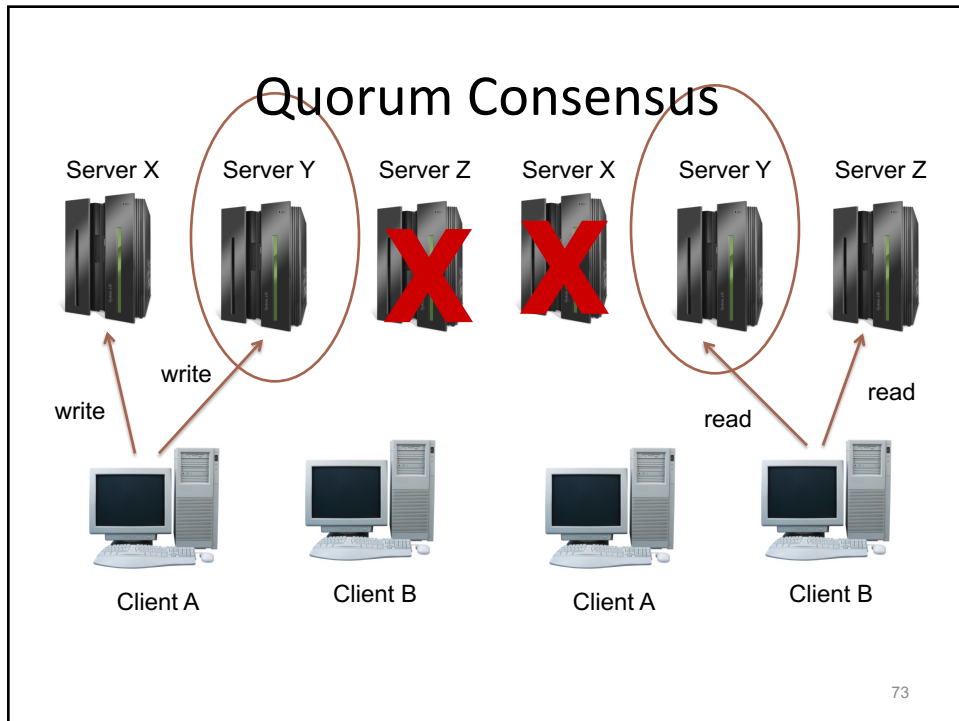 Quorum Consensus
Server X Server Y Server Z Server X Server Y Server Z
X X
write write read read
Client A Client B Client A Client B
73